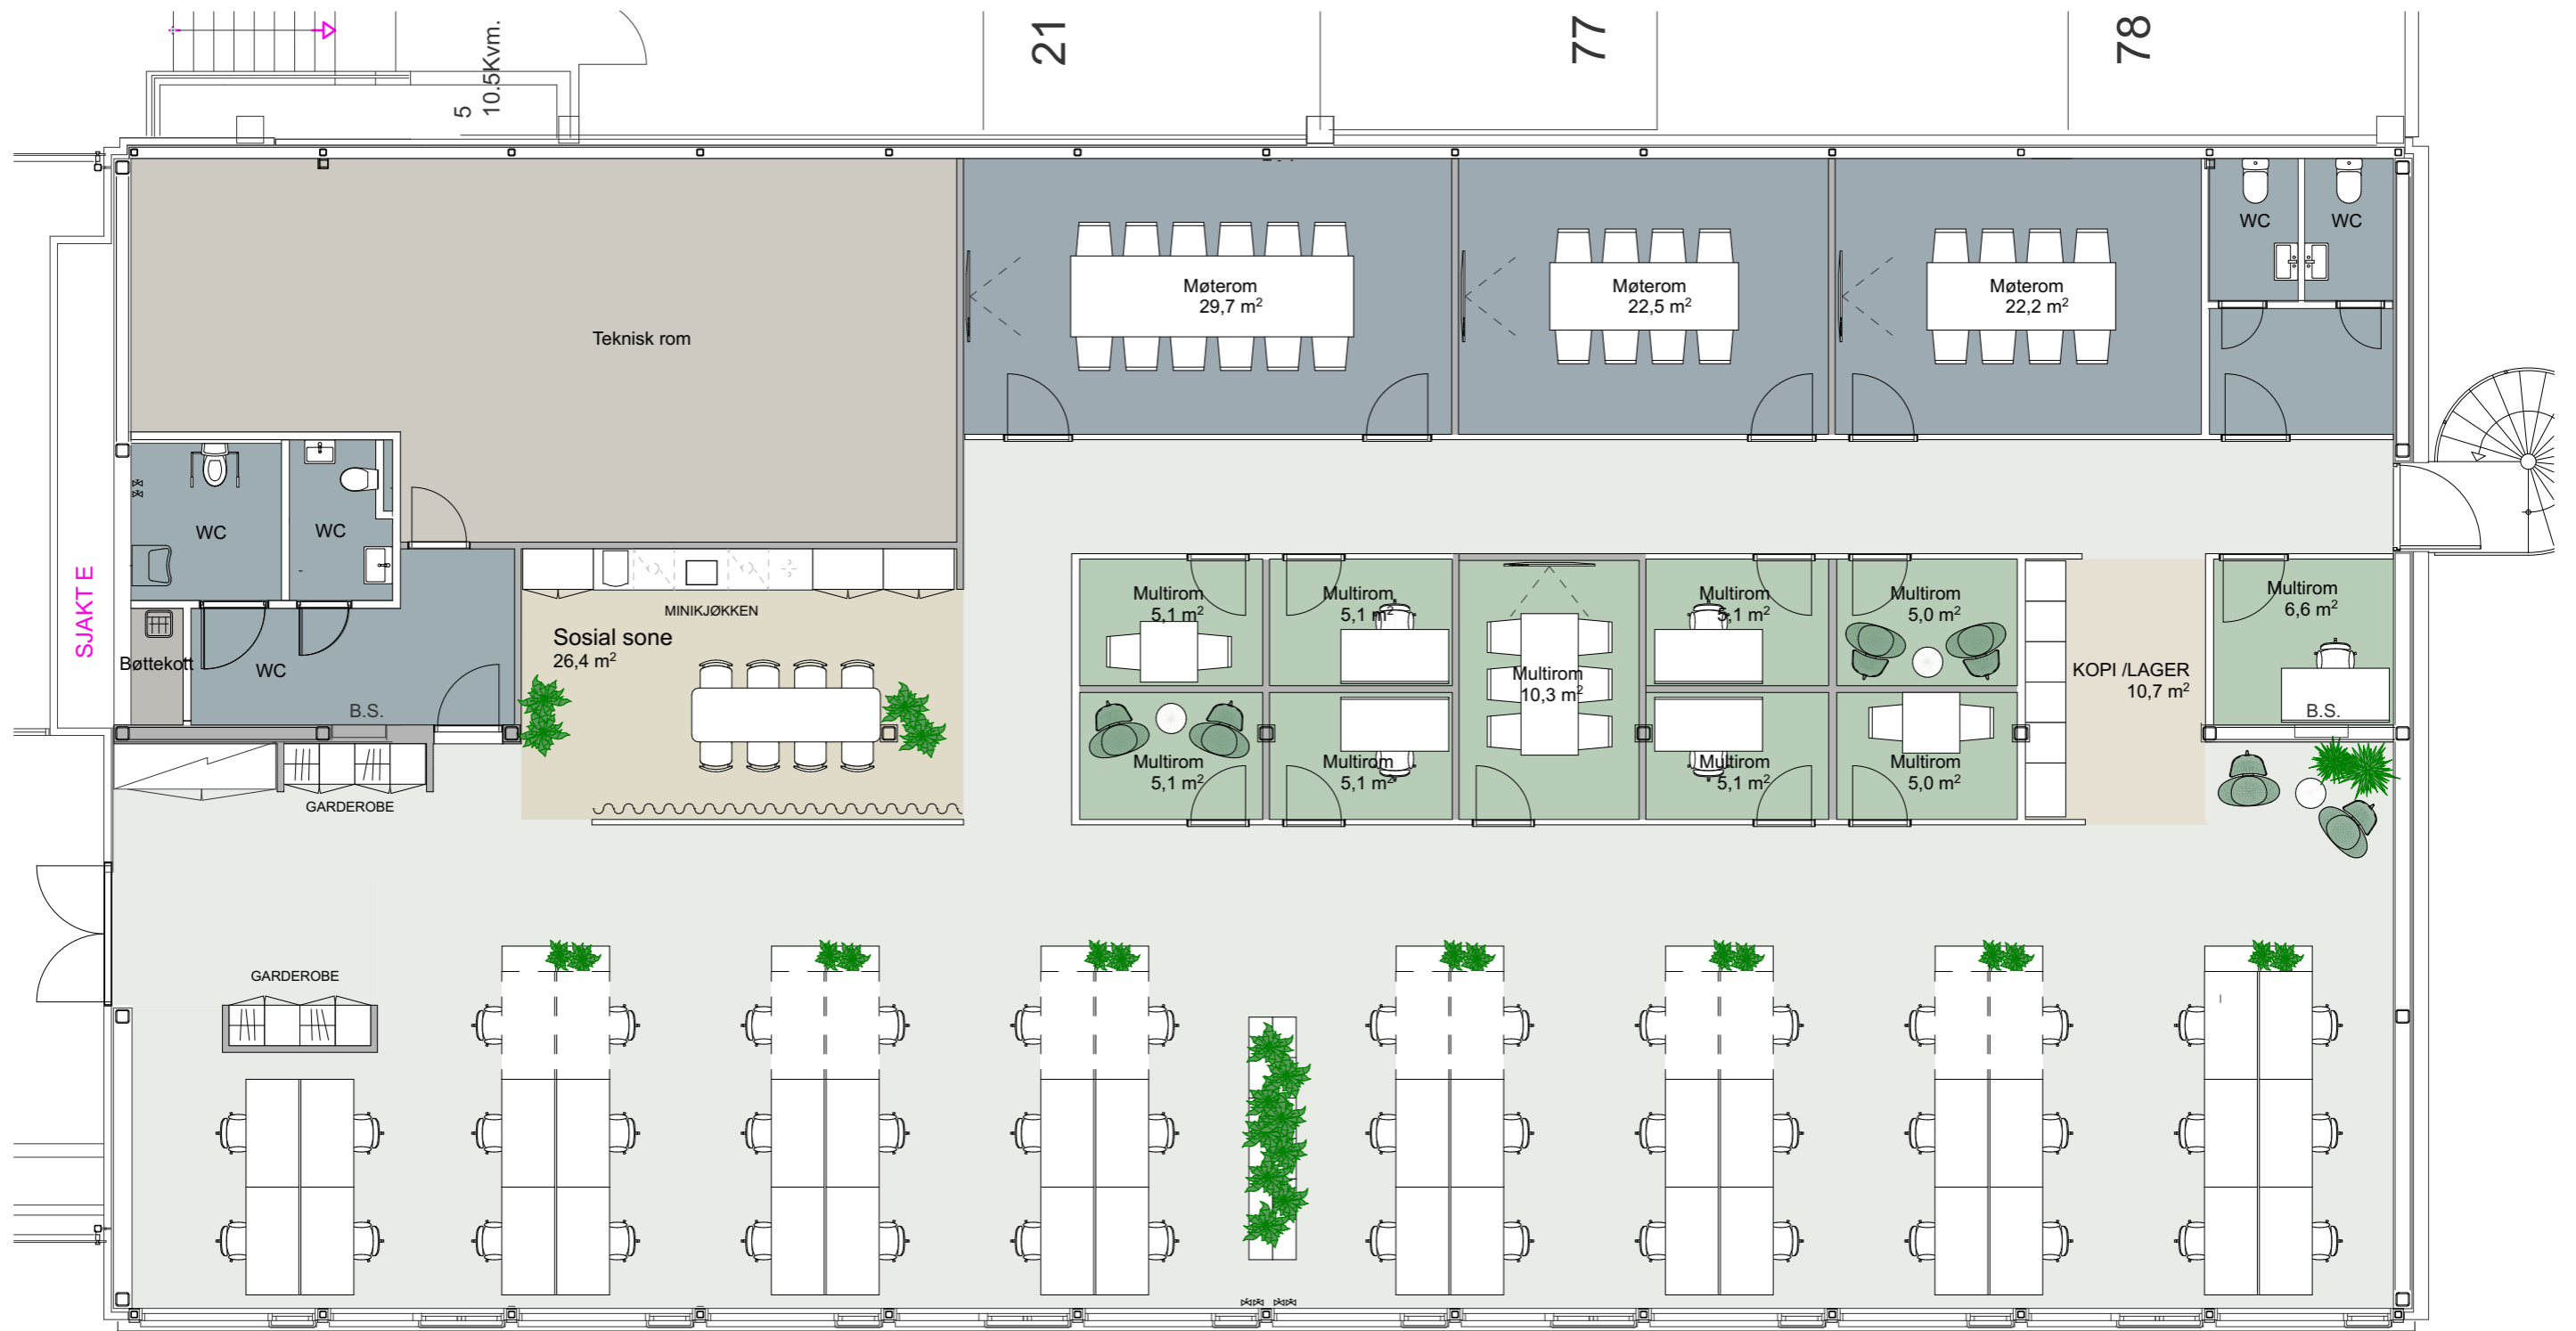 21
77
78
5
10.5Kvm.
Teknisk rom
Møterom
29,7 m²
Møterom
22,5 m²
Møterom
22,2 m²
WC
WC
WC
WC
SJAKT E
Bøttekott
WC
B.S.
MINIKJØKKEN
Sosial sone
26,4 m²
GARDEROBE
Multirom
5,1 m²
Multirom
5,1 m²
Multirom
10,3 m²
Multirom
5,1 m²
Multirom
5,0 m²
Multirom
6,6 m²
KOPI /LAGER
10,7 m²
B.S.
Multirom
5,1 m²
Multirom
5,1 m²
Multirom
5,1 m²
Multirom
5,0 m²
GARDEROBE